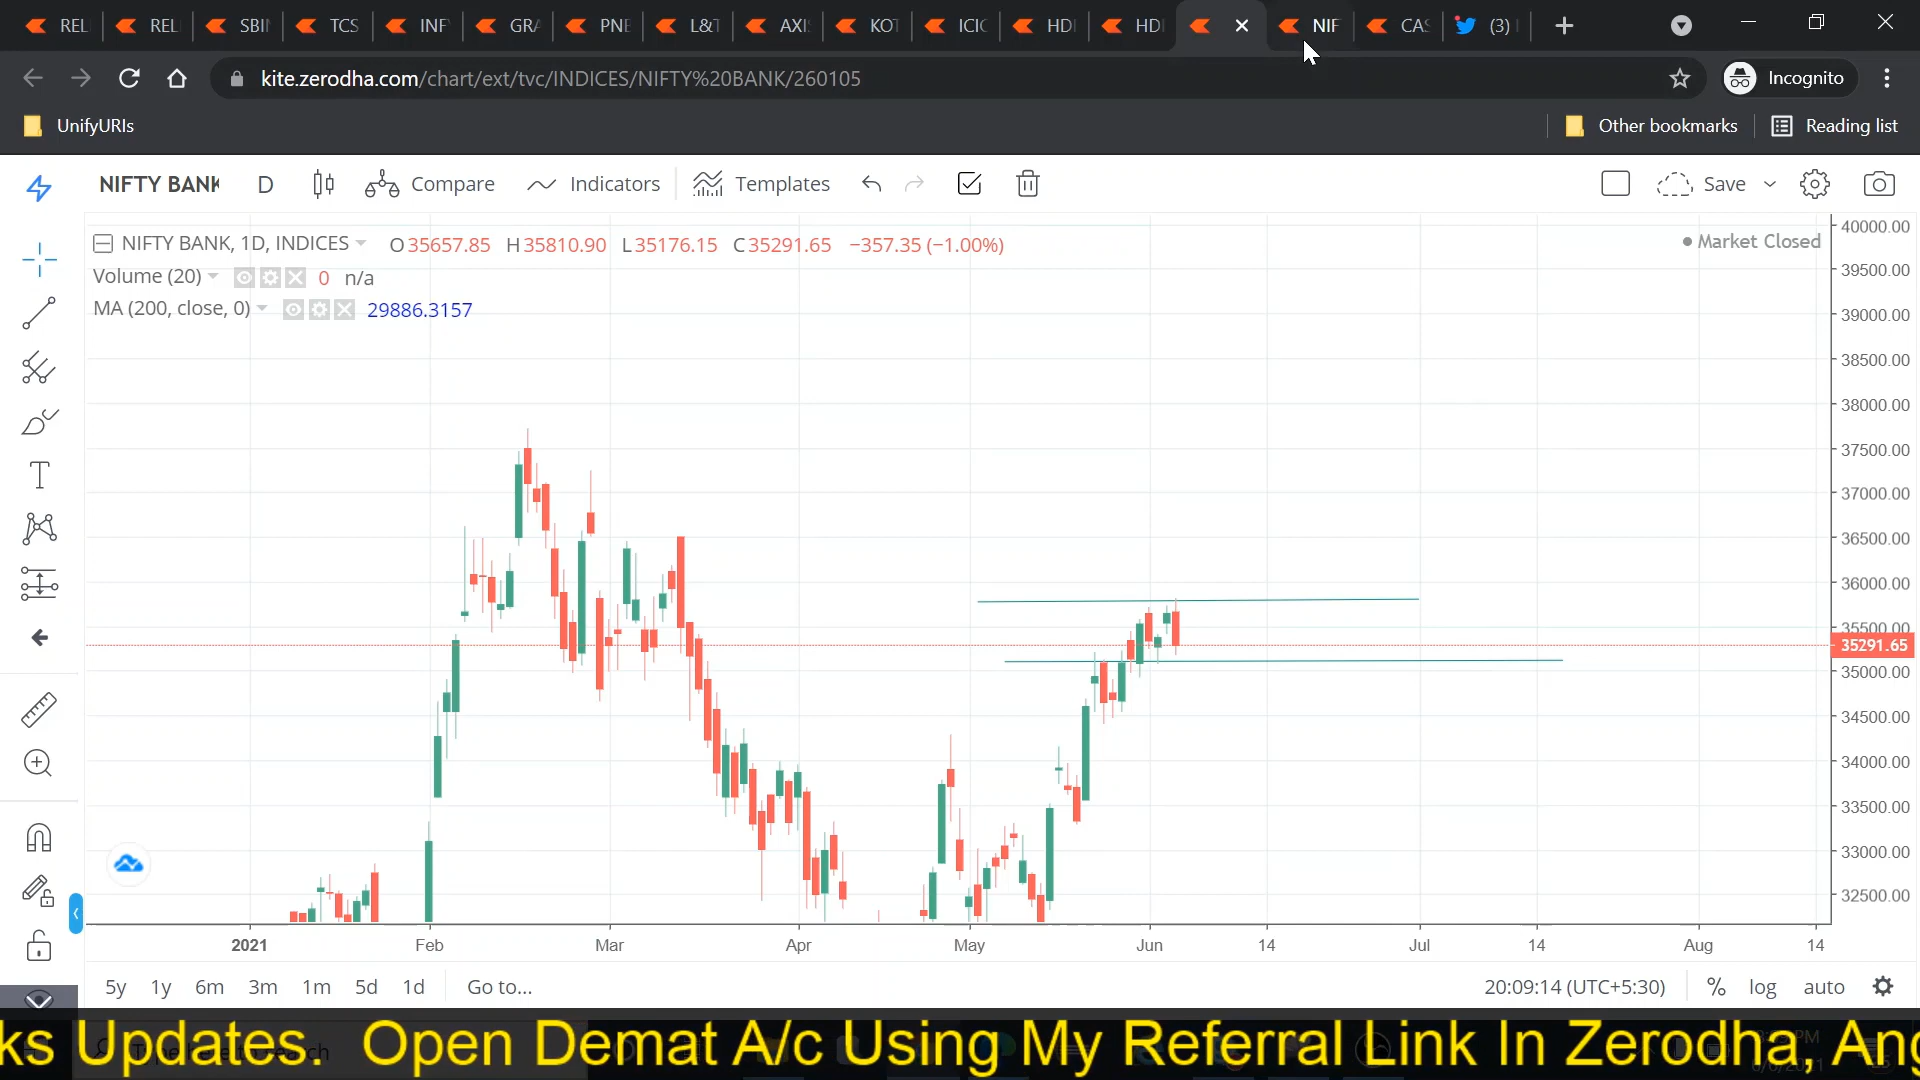 REL REL SBIN TCS INF GRA PNB L&T AXI KOT ICIC HDI HDI NIF CAS (3)
kite.zerodha.com/chart/ext/tvc/INDICES/NIFTY%20BANK/260105 Incognito
UnifyURIs Other bookmarks Reading list
NIFTY BANK D Compare Indicators Templates Save
NIFTY BANK, 1D, INDICES O35657.85 H35810.90 L35176.15 C35291.65 −357.35 (−1.00%) Market Closed
Volume (20) 0 n/a
MA (200, close, 0) 29886.3157
40000.00
39500.00
39000.00
38500.00
38000.00
37500.00
37000.00
36500.00
36000.00
35500.00
35291.65
35000.00
34500.00
34000.00
33500.00
33000.00
32500.00
2021 Feb Mar Apr May Jun 14 Jul 14 Aug 14
5y 1y 6m 3m 1m 5d 1d Go to... 20:09:14 (UTC+5:30) % log auto
ks Updates. Open Demat A/c Using My Referral Link In Zerodha, Ang